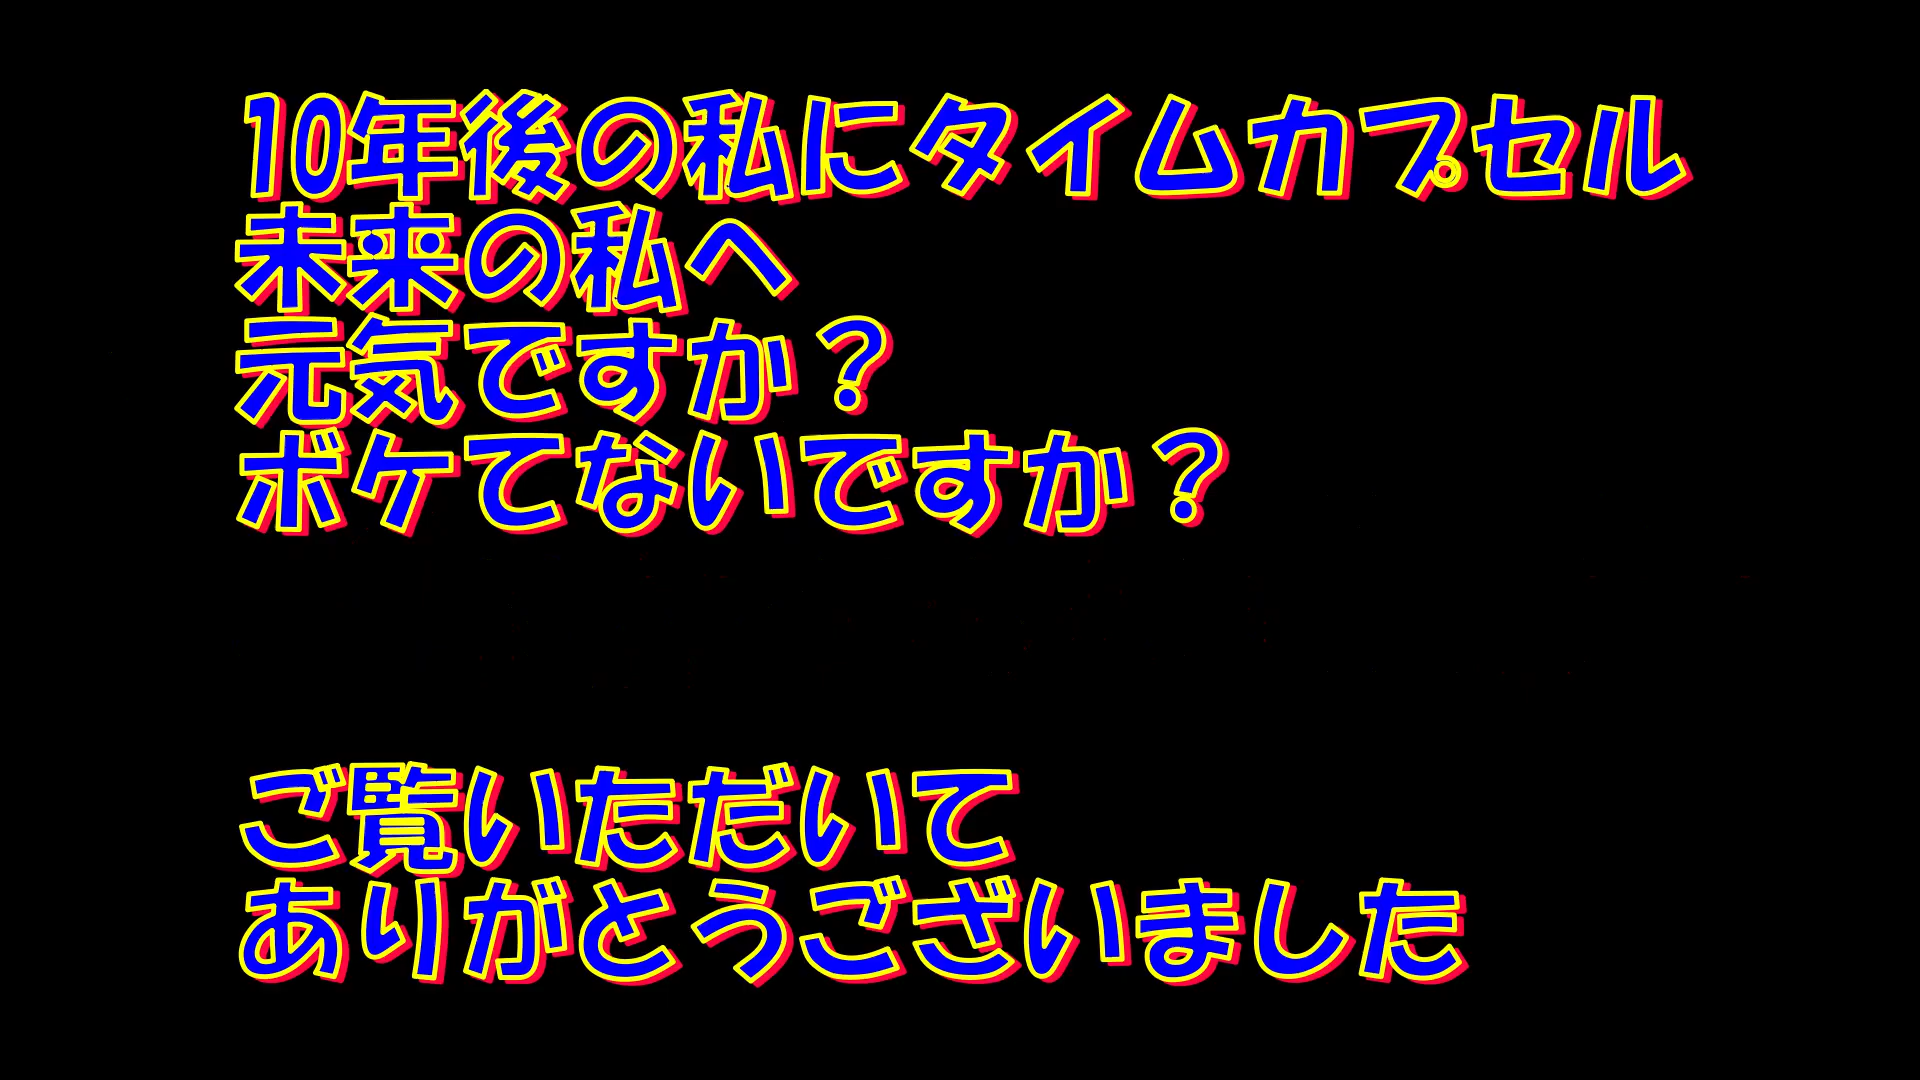 10年後の私にタイムカプセル
未来の私へ
元気ですか？
ボケてないですか？
ご覧いただいて
ありがとうございました